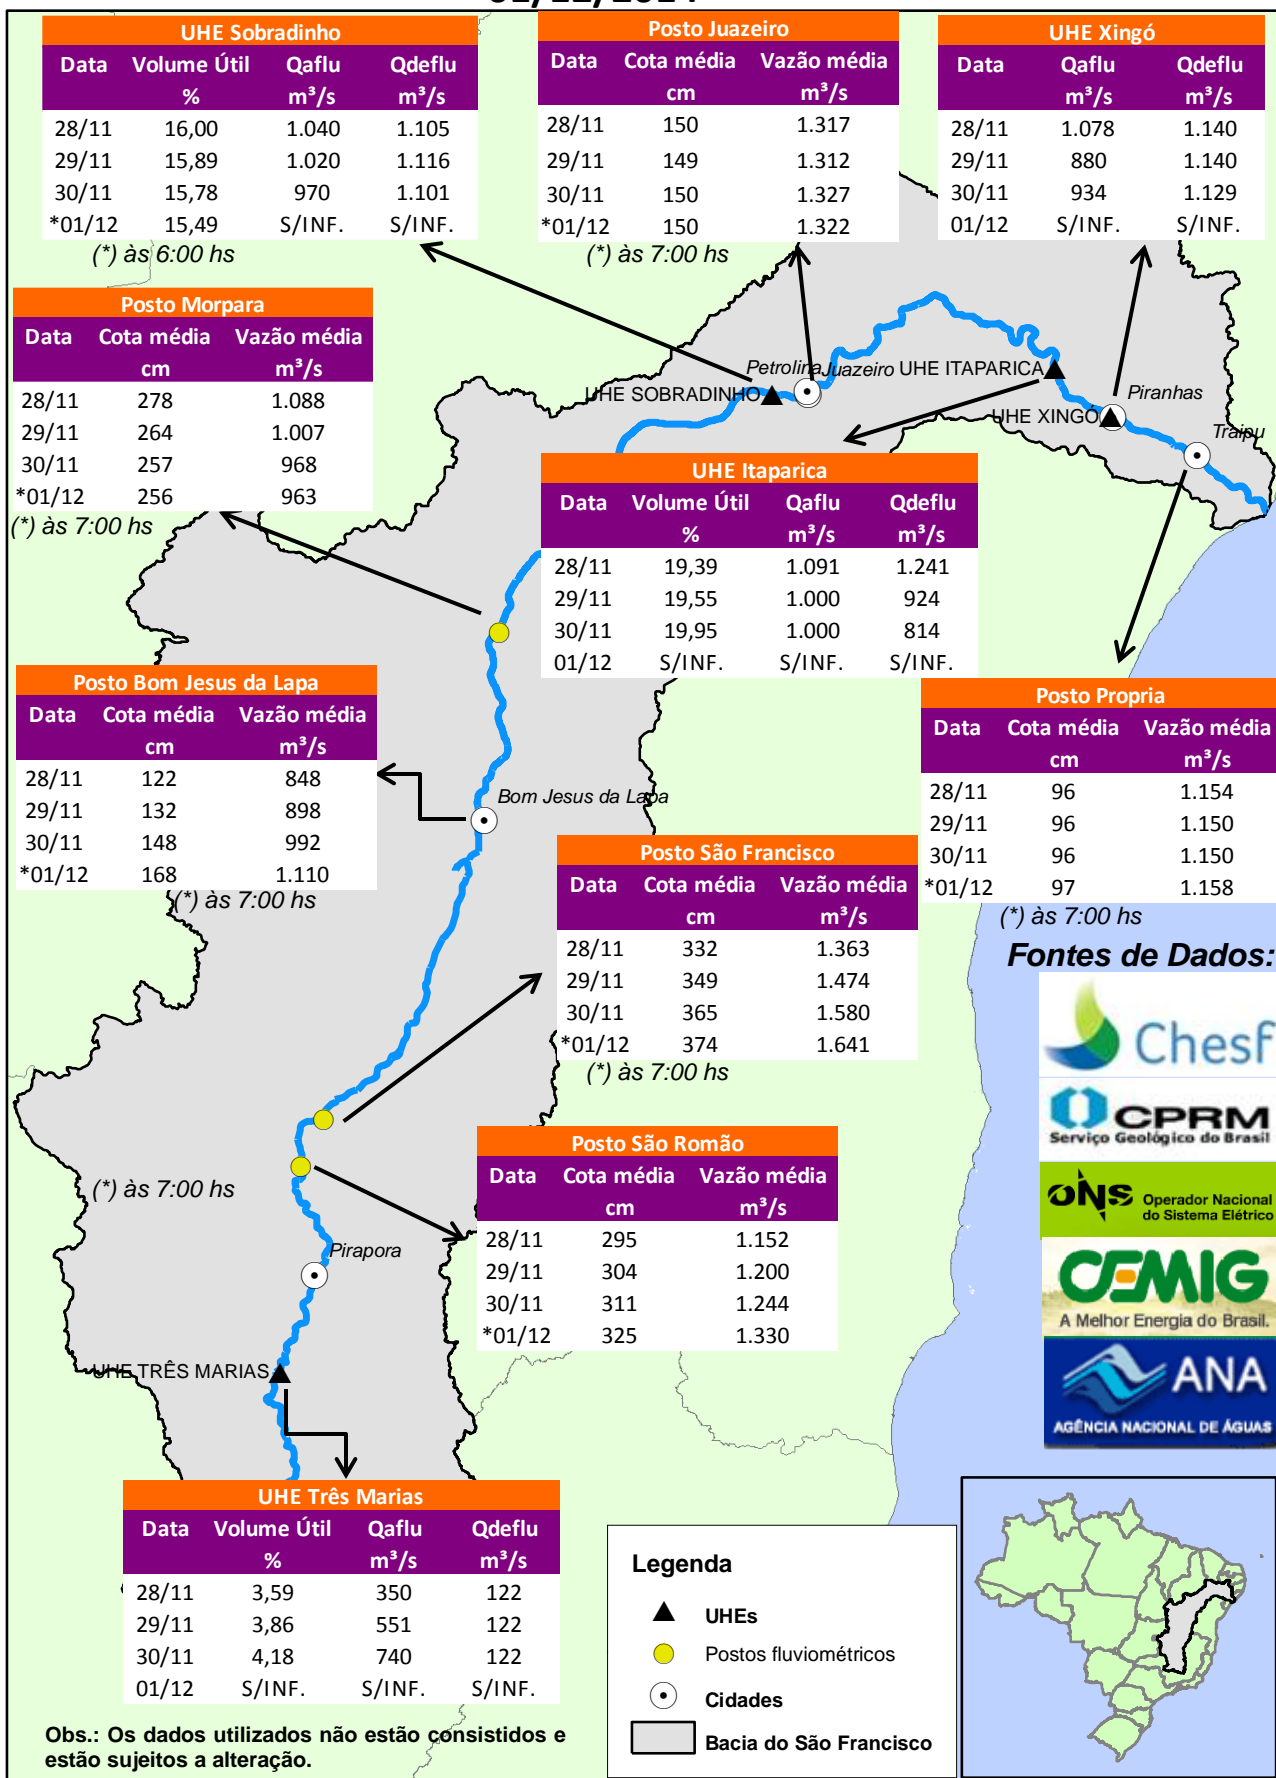 UHE Sobradinho
Data Volume Útil Qaflu Qdeflu
% m³/s m³/s
28/11 16,00 1.040 1.105
29/11 15,89 1.020 1.116
30/11 15,78 970 1.101
*01/12 15,49 S/INF. S/INF.
(*) às 6:00 hs
Posto Juazeiro
Data Cota média Vazão média
cm m³/s
28/11 150 1.317
29/11 149 1.312
30/11 150 1.327
*01/12 150 1.322
(*) às 7:00 hs
UHE Xingó
Data Qaflu Qdeflu
m³/s m³/s
28/11 1.078 1.140
29/11 880 1.140
30/11 934 1.129
01/12 S/INF. S/INF.
Posto Morpara
Data Cota média Vazão média
cm m³/s
28/11 278 1.088
29/11 264 1.007
30/11 257 968
*01/12 256 963
(*) às 7:00 hs
Petrolina Juazeiro UHE ITAPARICA
UHE SOBRADINHO
Piranhas
UHE XINGÓ
Traipu
UHE Itaparica
Data Volume Útil Qaflu Qdeflu
% m³/s m³/s
28/11 19,39 1.091 1.241
29/11 19,55 1.000 924
30/11 19,95 1.000 814
01/12 S/INF. S/INF. S/INF.
Posto Bom Jesus da Lapa
Data Cota média Vazão média
cm m³/s
28/11 122 848
29/11 132 898
30/11 148 992
*01/12 168 1.110
(*) às 7:00 hs
Bom Jesus da Lapa
Posto Propria
Data Cota média Vazão média
cm m³/s
28/11 96 1.154
29/11 96 1.150
30/11 96 1.150
*01/12 97 1.158
(*) às 7:00 hs
Posto São Francisco
Data Cota média Vazão média
cm m³/s
28/11 332 1.363
29/11 349 1.474
30/11 365 1.580
*01/12 374 1.641
(*) às 7:00 hs
Fontes de Dados:
Chesf
CPRM
Serviço Geológico do Brasil
ONS Operador Nacional
do Sistema Elétrico
CEMIG
A Melhor Energia do Brasil.
ANA
AGÊNCIA NACIONAL DE ÁGUAS
(*) às 7:00 hs
Posto São Romão
Data Cota média Vazão média
cm m³/s
28/11 295 1.152
29/11 304 1.200
30/11 311 1.244
*01/12 325 1.330
Pirapora
UHE TRÊS MARIAS
UHE Três Marias
Data Volume Útil Qaflu Qdeflu
% m³/s m³/s
28/11 3,59 350 122
29/11 3,86 551 122
30/11 4,18 740 122
01/12 S/INF. S/INF. S/INF.
Obs.: Os dados utilizados não estão consistidos e
estão sujeitos a alteração.
Legenda
UHEs
Postos fluviométricos
Cidades
Bacia do São Francisco